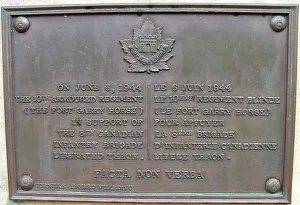 ON JUNE 6, 1944
THE 10TH ARMOURED REGIMENT
(THE FORT GARRY HORSE)
IN SUPPORT OF
THE 8TH CANADIAN
INFANTRY BRIGADE
LIBERATED THAON.
LE 6 JUIN 1944
LE 10IEME REGIMENT BLINDE
(LE FORT GARRY HORSE)
POUR APPUYER
LA 8IEME BRIGADE
D'INFANTERIE CANADIENNE
LIBERE THAON.
FACTA NON VERBA